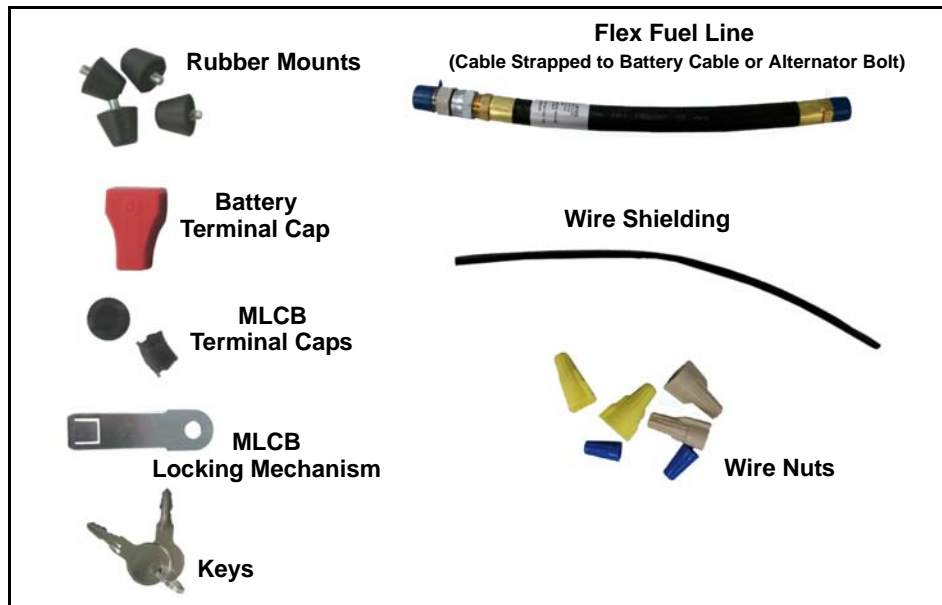 Rubber Mounts
Battery
Terminal Cap
MLCB
Terminal Caps
MLCB
Locking Mechanism
Keys
Flex Fuel Line
(Cable Strapped to Battery Cable or Alternator Bolt)
Wire Shielding
Wire Nuts